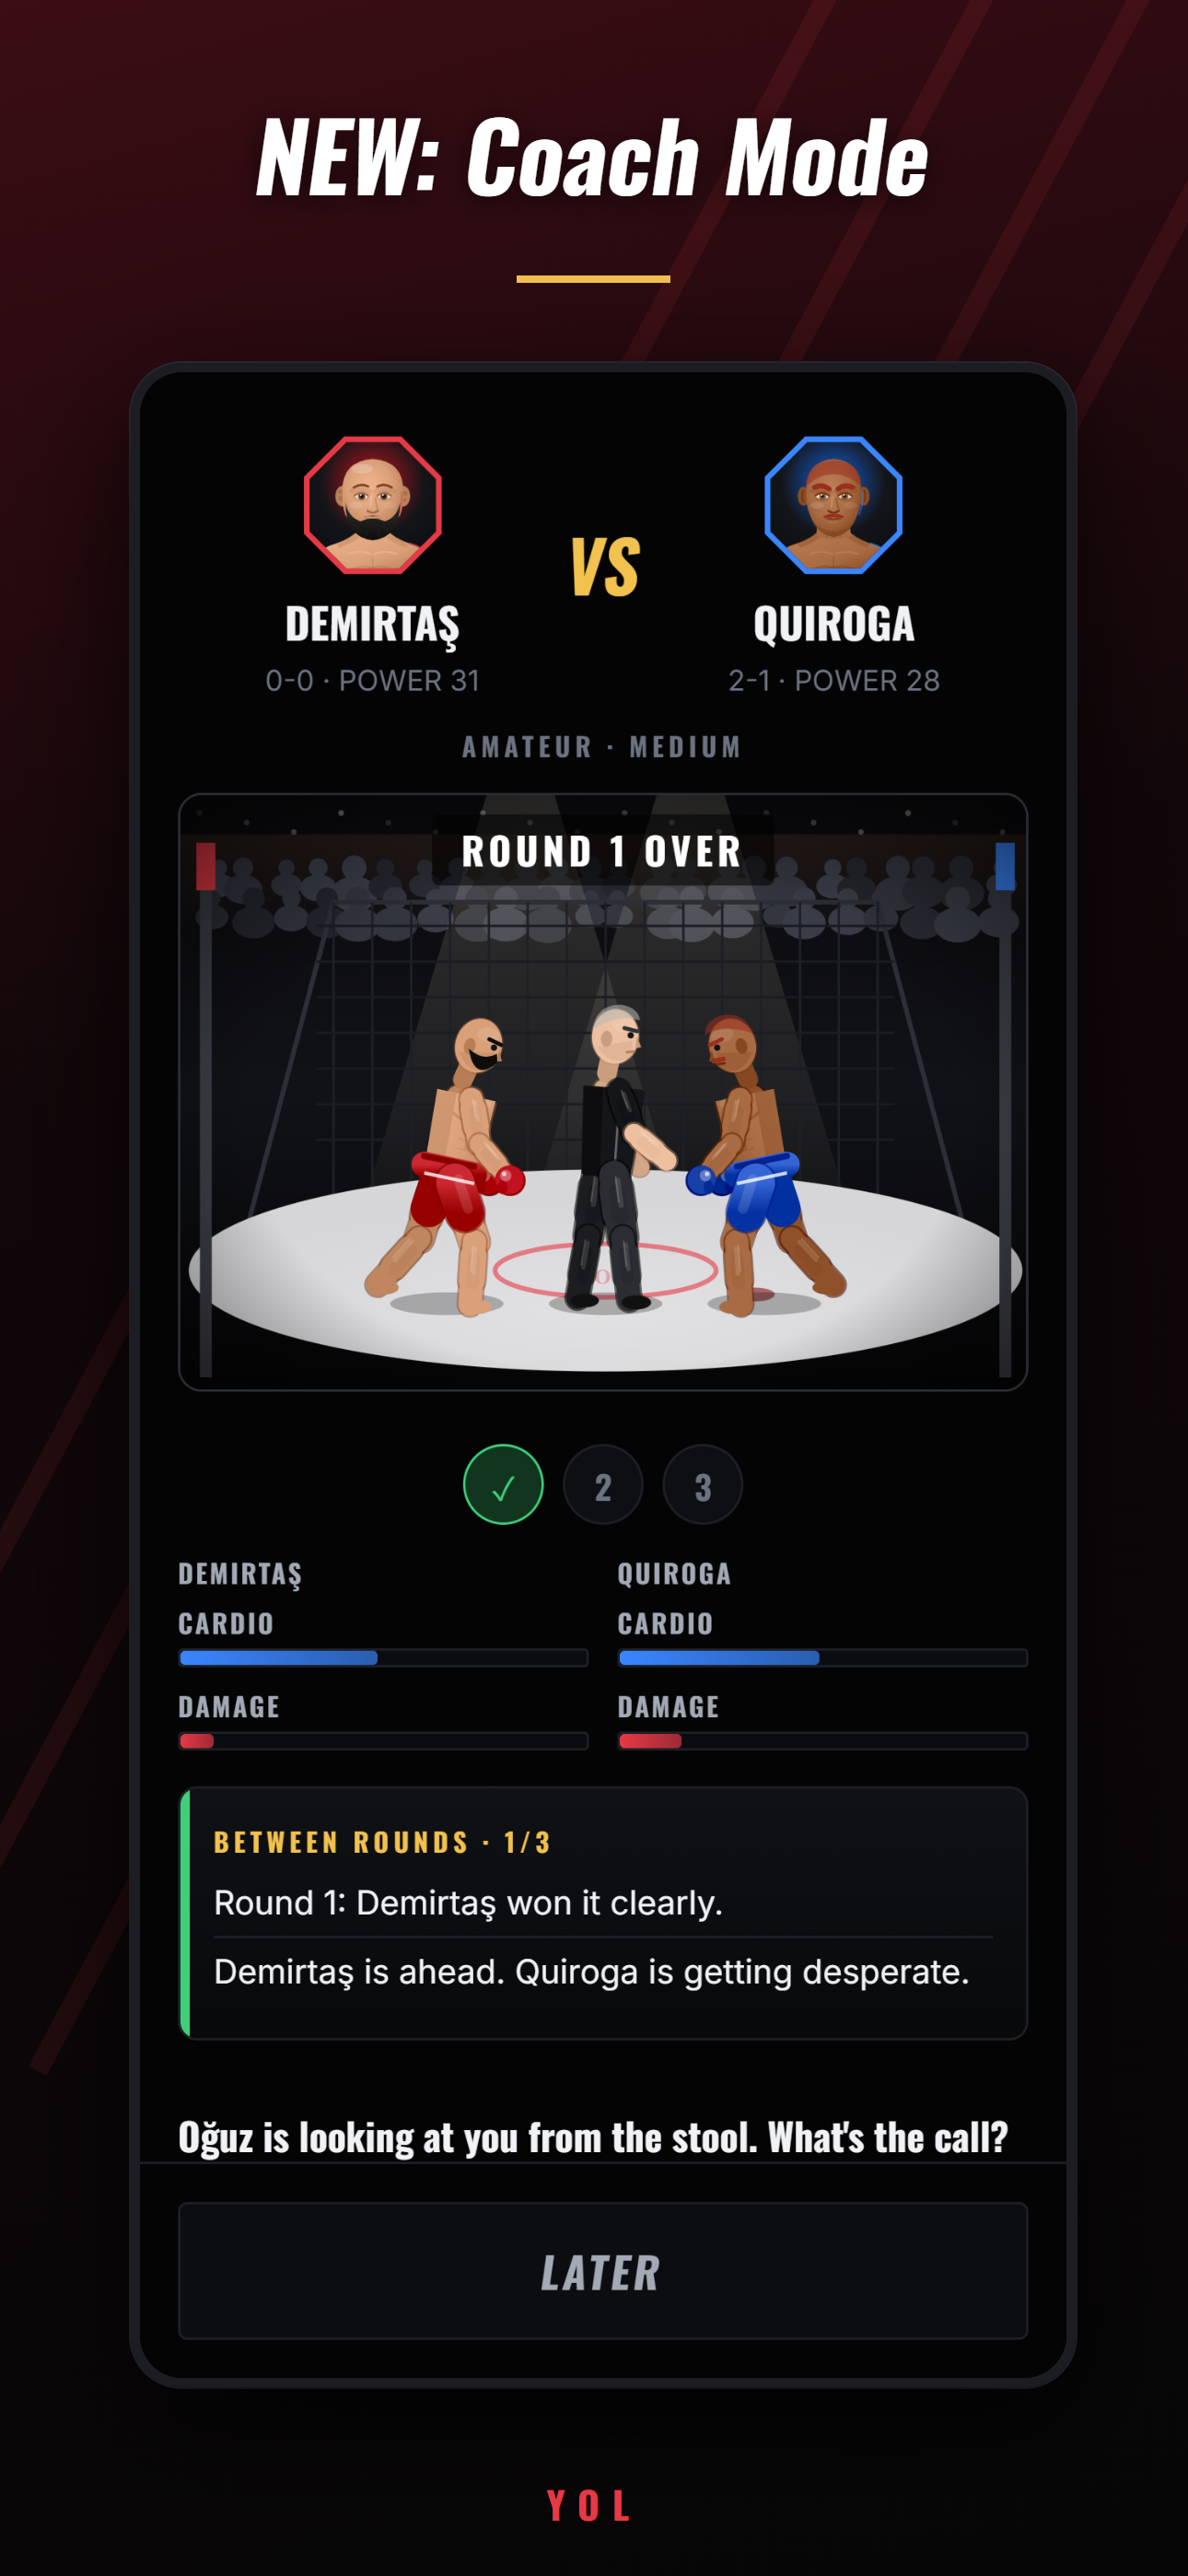 NEW: Coach Mode
VS
DEMIRTAŞ
QUIROGA
0-0 · POWER 31
2-1 · POWER 28
AMATEUR · MEDIUM
ROUND 1 OVER
✓ 2 3
DEMIRTAŞ
QUIROGA
CARDIO
CARDIO
DAMAGE
DAMAGE
BETWEEN ROUNDS · 1/3
Round 1: Demirtaş won it clearly.
Demirtaş is ahead. Quiroga is getting desperate.
Oğuz is looking at you from the stool. What's the call?
LATER
YOL